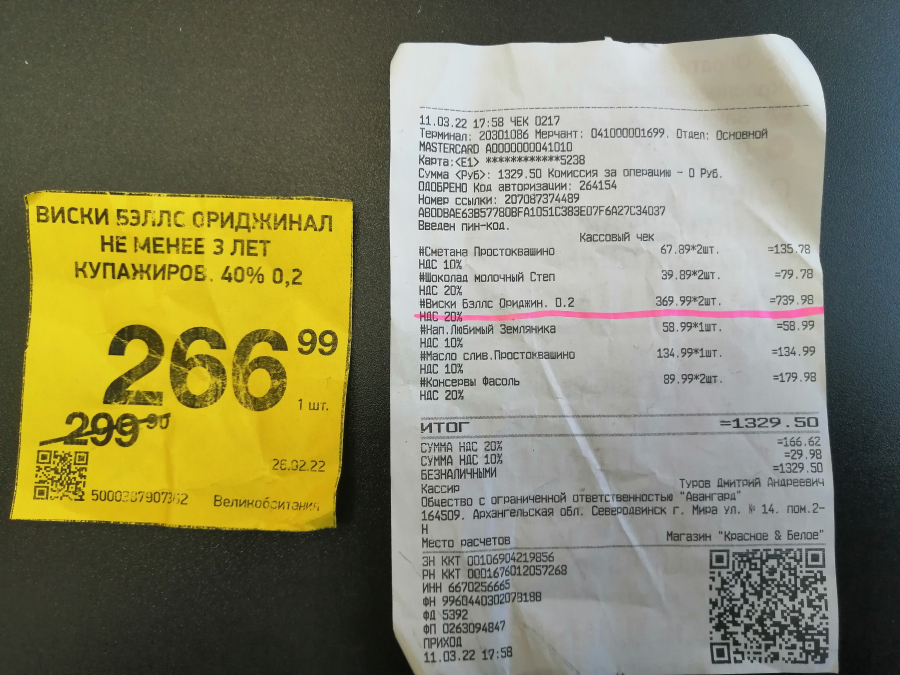 ВИСКИ БЭЛЛС ОРИДЖИНАЛ
НЕ МЕНЕЕ 3 ЛЕТ
КУПАЖИРОВ. 40% 0,2
266 99
1 шт.
299 90
26.02.22
5000387907362 Великобритания
11.03.22 17:58 ЧЕК 0217
Терминал: 20301086 Мерчант: 041000001699. Отдел: Основной
MASTERCARD A0000000041010
Карта:<E1> ************5238
Сумма <Руб>: 1329.50 Комиссия за операцию – 0 Руб.
ОДОБРЕНО Код авторизации: 264154
Номер ссылки: 207087374489
A80DBAE63B5778DBFA1051C383E07F6A27C34037
Введен пин-код.
Кассовый чек
#Сметана Простоквашино 67.89*2шт. =135.78
НДС 10%
#Шоколад молочный Степ 39.89*2шт. =79.78
НДС 20%
#Виски Бэллс Ориджин. 0.2 369.99*2шт. =739.98
НДС 20%
#Нап.Любимый Земляника 58.99*1шт. =58.99
НДС 10%
#Масло слив.Простоквашино 134.99*1шт. =134.99
НДС 10%
#Консервы Фасоль 89.99*2шт. =179.98
НДС 20%
ИТОГ =1329.50
СУММА НДС 20% =166.62
СУММА НДС 10% =29.98
БЕЗНАЛИЧНЫМИ =1329.50
Кассир Туров Дмитрий Андреевич
Общество с ограниченной ответственностью "Авангард"
164509. Архангельская обл. Северодвинск г. Мира ул. № 14. пом.2-
Н
Место расчетов Магазин "Красное & Белое"
ЗН ККТ 00106904219856
РН ККТ 0001676012057268
ИНН 6670256665
ФН 9960440302078188
ФД 5392
ФП 0263094847
ПРИХОД
11.03.22 17:58